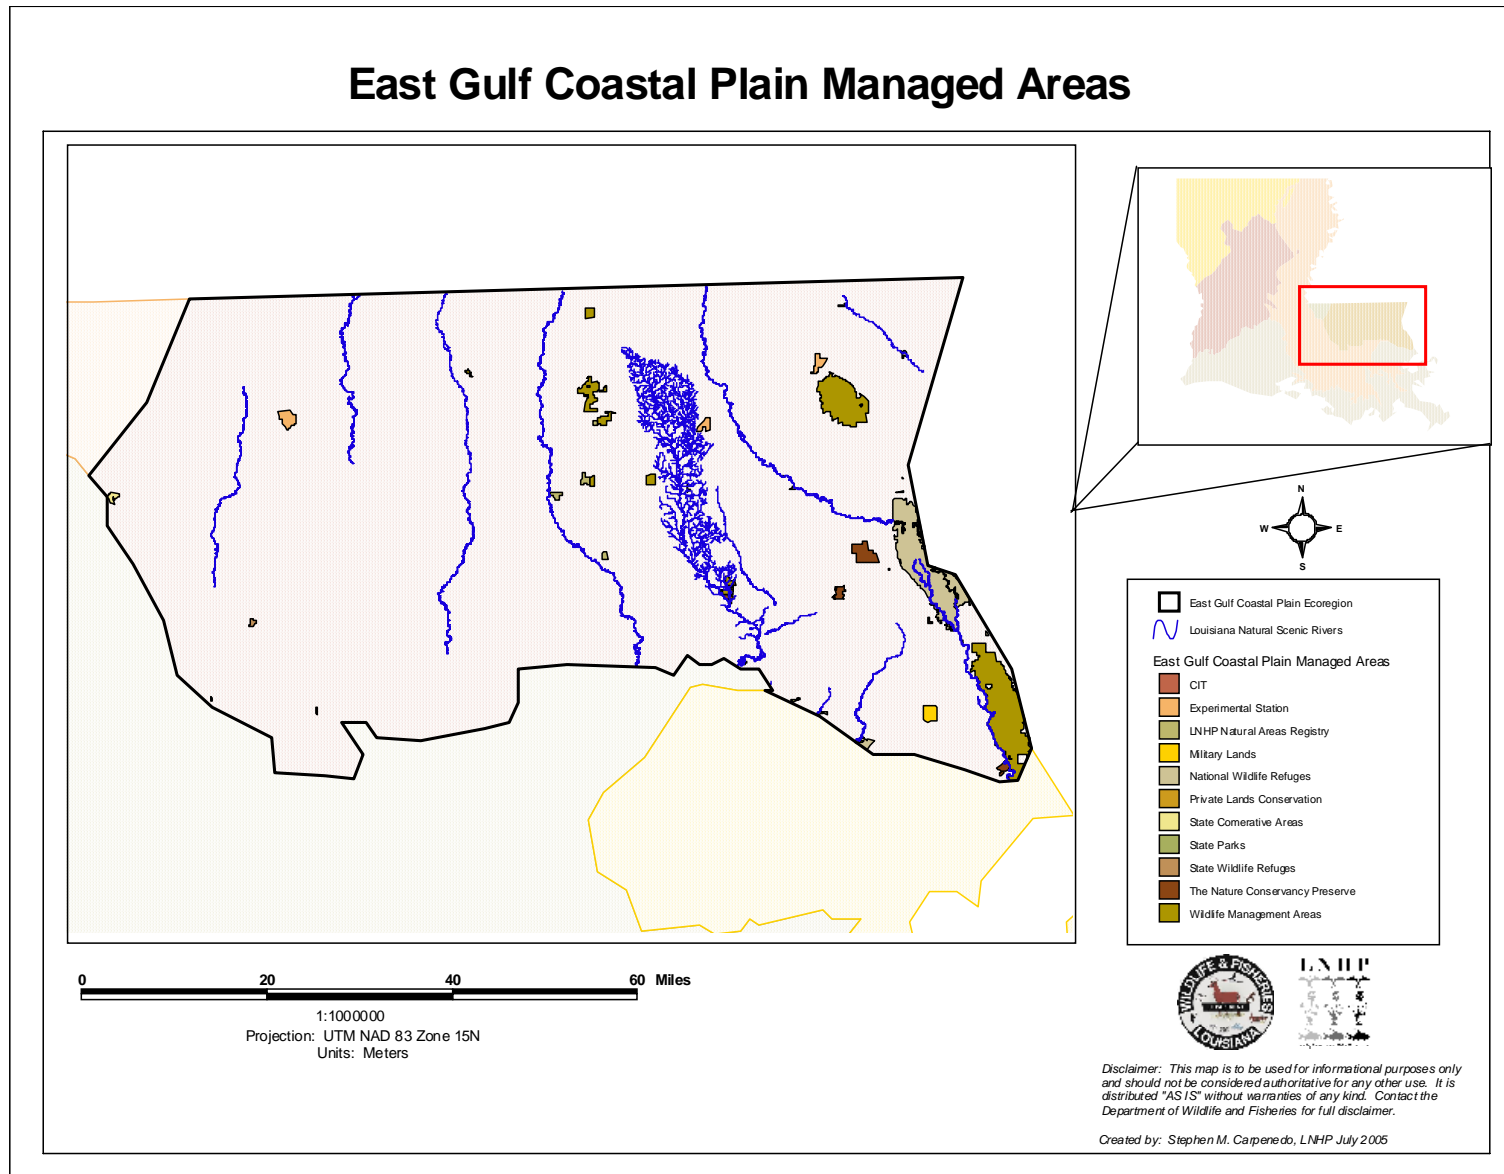 East Gulf Coastal Plain Managed Areas
N
W E
S
East Gulf Coastal Plain Ecoregion
Louisiana Natural Scenic Rivers
East Gulf Coastal Plain Managed Areas
CIT
Experimental Station
LNHP Natural Areas Registry
Military Lands
National Wildlife Refuges
Private Lands Conservation
State Comerative Areas
State Parks
State Wildlife Refuges
The Nature Conservancy Preserve
Wildlife Management Areas
0 20 40 60 Miles
1:1000000
Projection: UTM NAD 83 Zone 15N
Units: Meters
WILDLIFE & FISHERIES
LOUISIANA
LNHP
Disclaimer: This map is to be used for informational purposes only
and should not be considered authoritative for any other use. It is
distributed "AS IS" without warranties of any kind. Contact the
Department of Wildlife and Fisheries for full disclaimer.
Created by: Stephen M. Carpenedo, LNHP July 2005